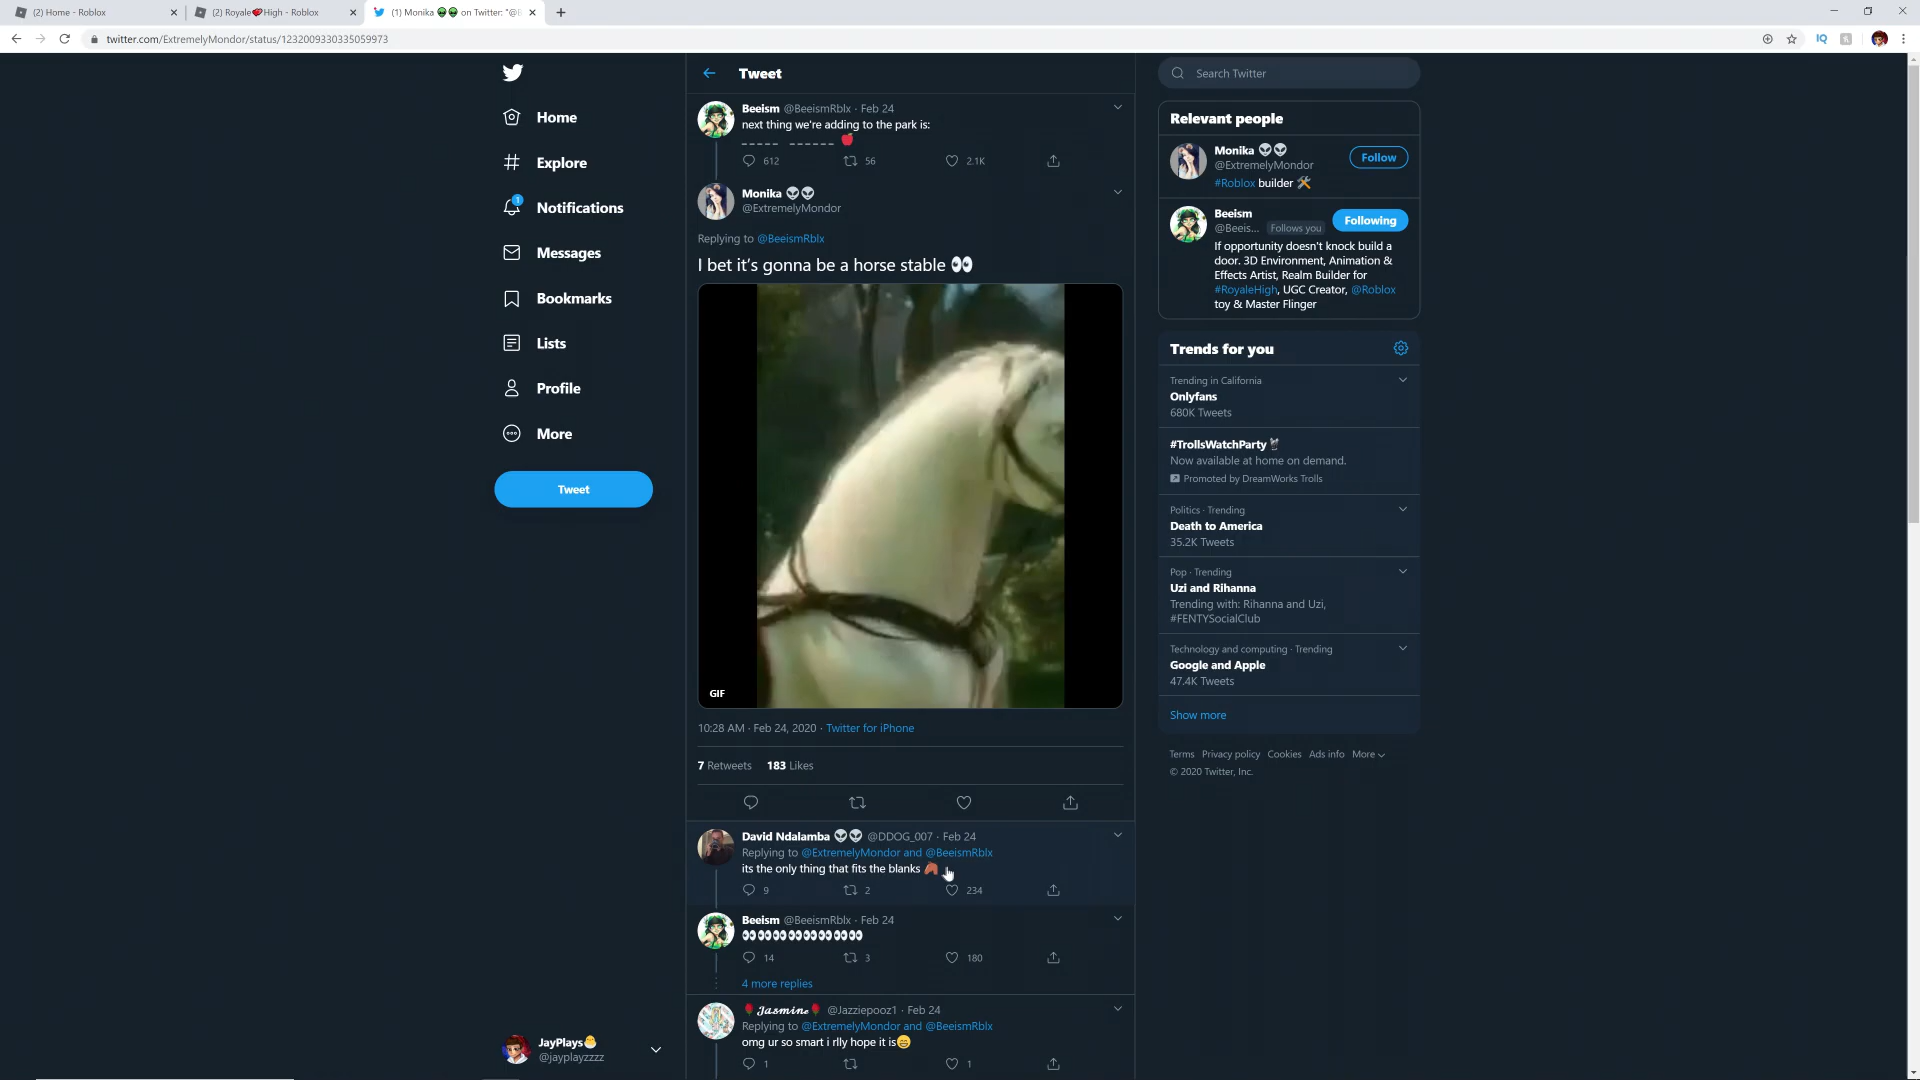 (2) Home - Roblox
(2) Royale💗High - Roblox
(1) Monika 👽👽 on Twitter: "@B
twitter.com/ExtremelyMondor/status/1232009330335059973
Home
Explore
1
Notifications
Messages
Bookmarks
Lists
Profile
More
Tweet
JayPlays🐣
@jayplayzzzz
Tweet
Beeism @BeeismRblx · Feb 24
next thing we're adding to the park is:
_ _ _ _ _   _ _ _ _ _ _ 🍎
612 56 2.1K
Monika 👽👽
@ExtremelyMondor
Replying to @BeeismRblx
I bet it's gonna be a horse stable 👀
GIF
10:28 AM · Feb 24, 2020 · Twitter for iPhone
7 Retweets 183 Likes
David Ndalamba 👽👽 @DDOG_007 · Feb 24
Replying to @ExtremelyMondor and @BeeismRblx
its the only thing that fits the blanks 🐴
9 2 234
Beeism @BeeismRblx · Feb 24
👀👀👀👀👀👀👀👀
14 3 180
4 more replies
🌹𝓙𝓪𝓼𝓶𝓲𝓷𝓮🌹 @Jazziepooz1 · Feb 24
Replying to @ExtremelyMondor and @BeeismRblx
omg ur so smart i rlly hope it is😄
1 1
Search Twitter
Relevant people
Monika 👽👽
@ExtremelyMondor
Follow
#Roblox builder 🛠
Beeism
@Beeis... Follows you
Following
If opportunity doesn't knock build a
door. 3D Environment, Animation &
Effects Artist, Realm Builder for
#RoyaleHigh, UGC Creator, @Roblox
toy & Master Flinger
Trends for you
Trending in California
Onlyfans
680K Tweets
#TrollsWatchParty
Now available at home on demand.
Promoted by DreamWorks Trolls
Politics · Trending
Death to America
35.2K Tweets
Pop · Trending
Uzi and Rihanna
Trending with: Rihanna and Uzi,
#FENTYSocialClub
Technology and computing · Trending
Google and Apple
47.4K Tweets
Show more
Terms Privacy policy Cookies Ads info More
© 2020 Twitter, Inc.